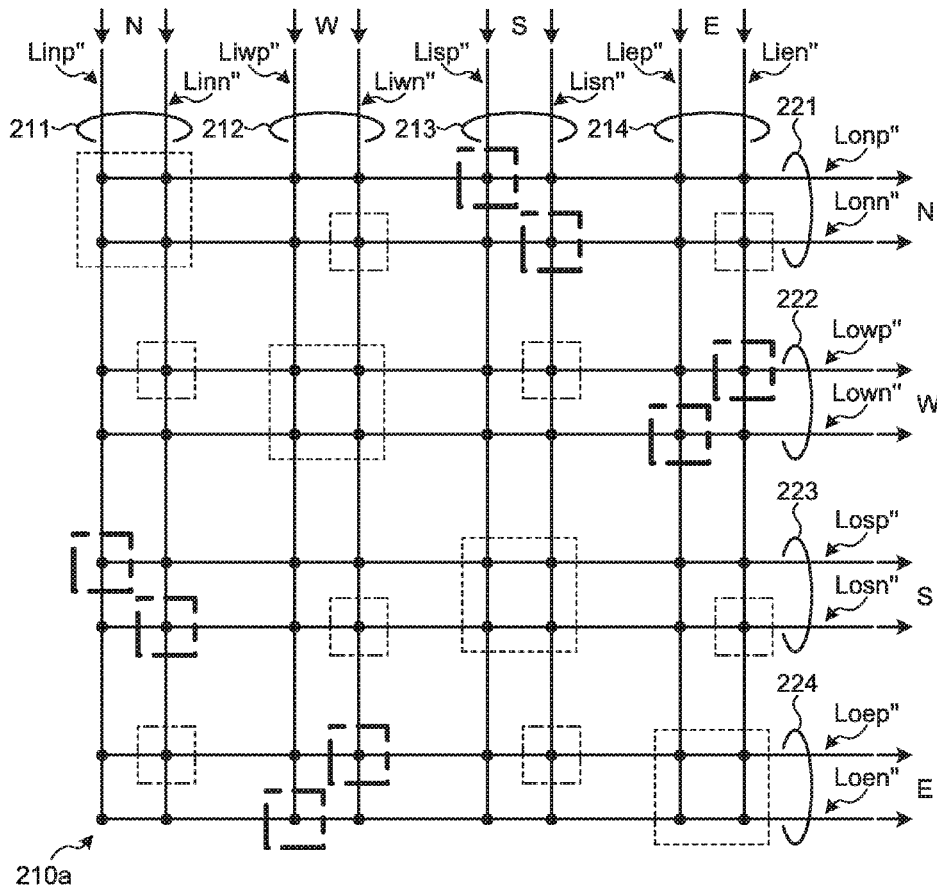 N W S E
Linp" Liwp" Lisp" Liep" Lien"
Linn" Liwn" Lisn"
211 212 213 214 221
Lonp"
Lonn"
N
222
Lowp"
Lown"
W
223
Losp"
Losn"
S
224
Loep"
Loen"
E
210a